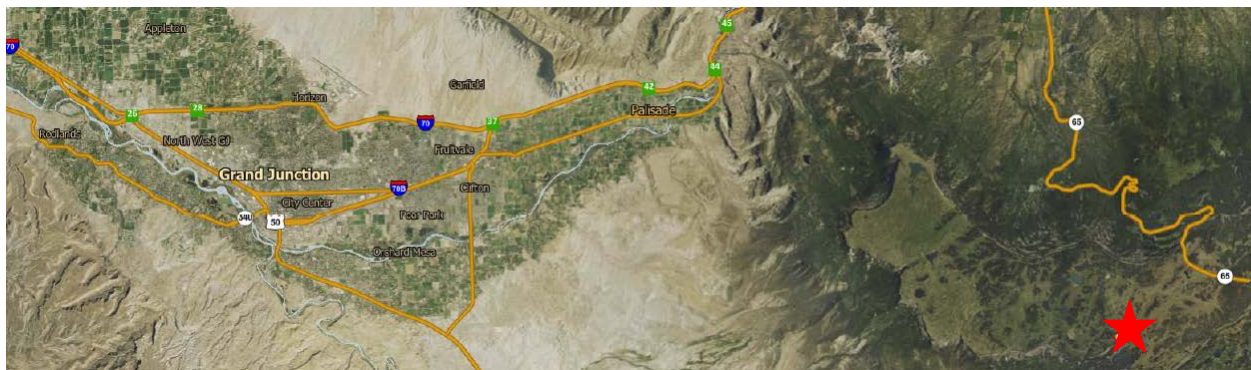 Appleton
45
70
44
Garfield
42
26
28
Horizon
Palisade
37
70
65
Redlands
North West GJ
Fruitvale
Grand Junction
Clifton
70B
City Center
340
50
Pear Park
Orchard Mesa
65